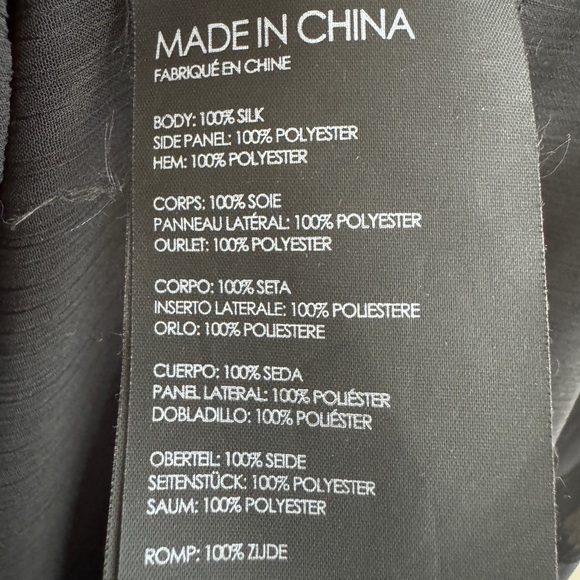 MADE IN CHINA
FABRIQUÉ EN CHINE
BODY: 100% SILK
SIDE PANEL: 100% POLYESTER
HEM: 100% POLYESTER
CORPS: 100% SOIE
PANNEAU LATÉRAL: 100% POLYESTER
OURLET: 100% POLYESTER
CORPO: 100% SETA
INSERTO LATERALE: 100% POLIESTERE
ORLO: 100% POLIESTERE
CUERPO: 100% SEDA
PANEL LATERAL: 100% POLIÉSTER
DOBLADILLO: 100% POLIÉSTER
OBERTEIL: 100% SEIDE
SEITENSTÜCK: 100% POLYESTER
SAUM: 100% POLYESTER
ROMP: 100% ZIJDE